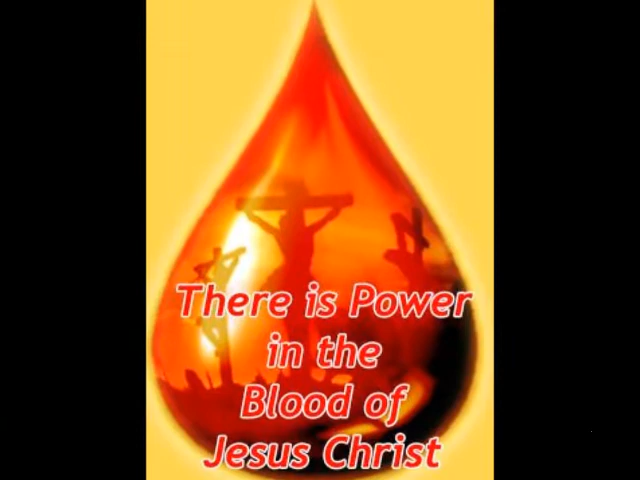 There is Power
in the
Blood of
Jesus Christ